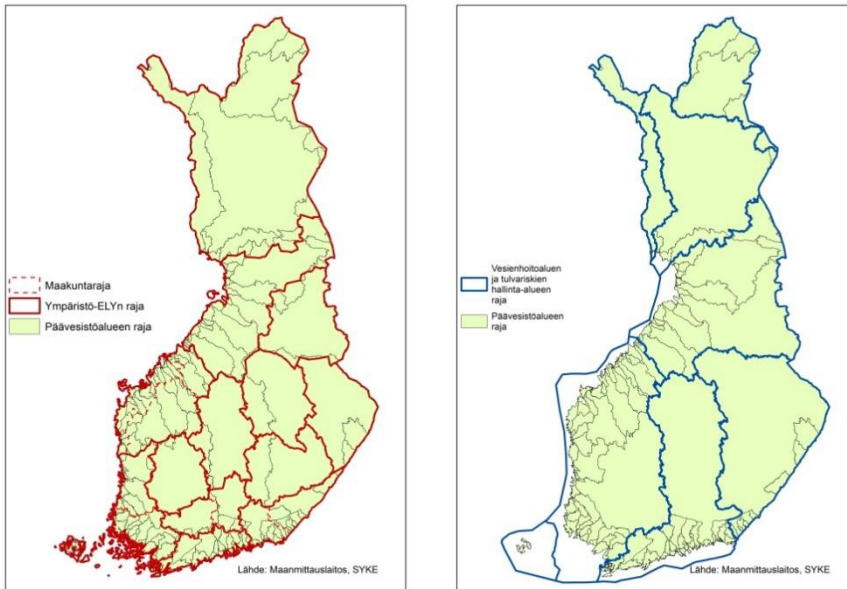 Maakuntaraja
Ympäristö-ELYn raja
Päävesistöalueen raja
Lähde: Maanmittauslaitos, SYKE
Vesienhoitoaluen
ja tulvariskien
hallinta-alueen
raja
Päävesistöalueen
raja
Lähde: Maanmittauslaitos, SYKE